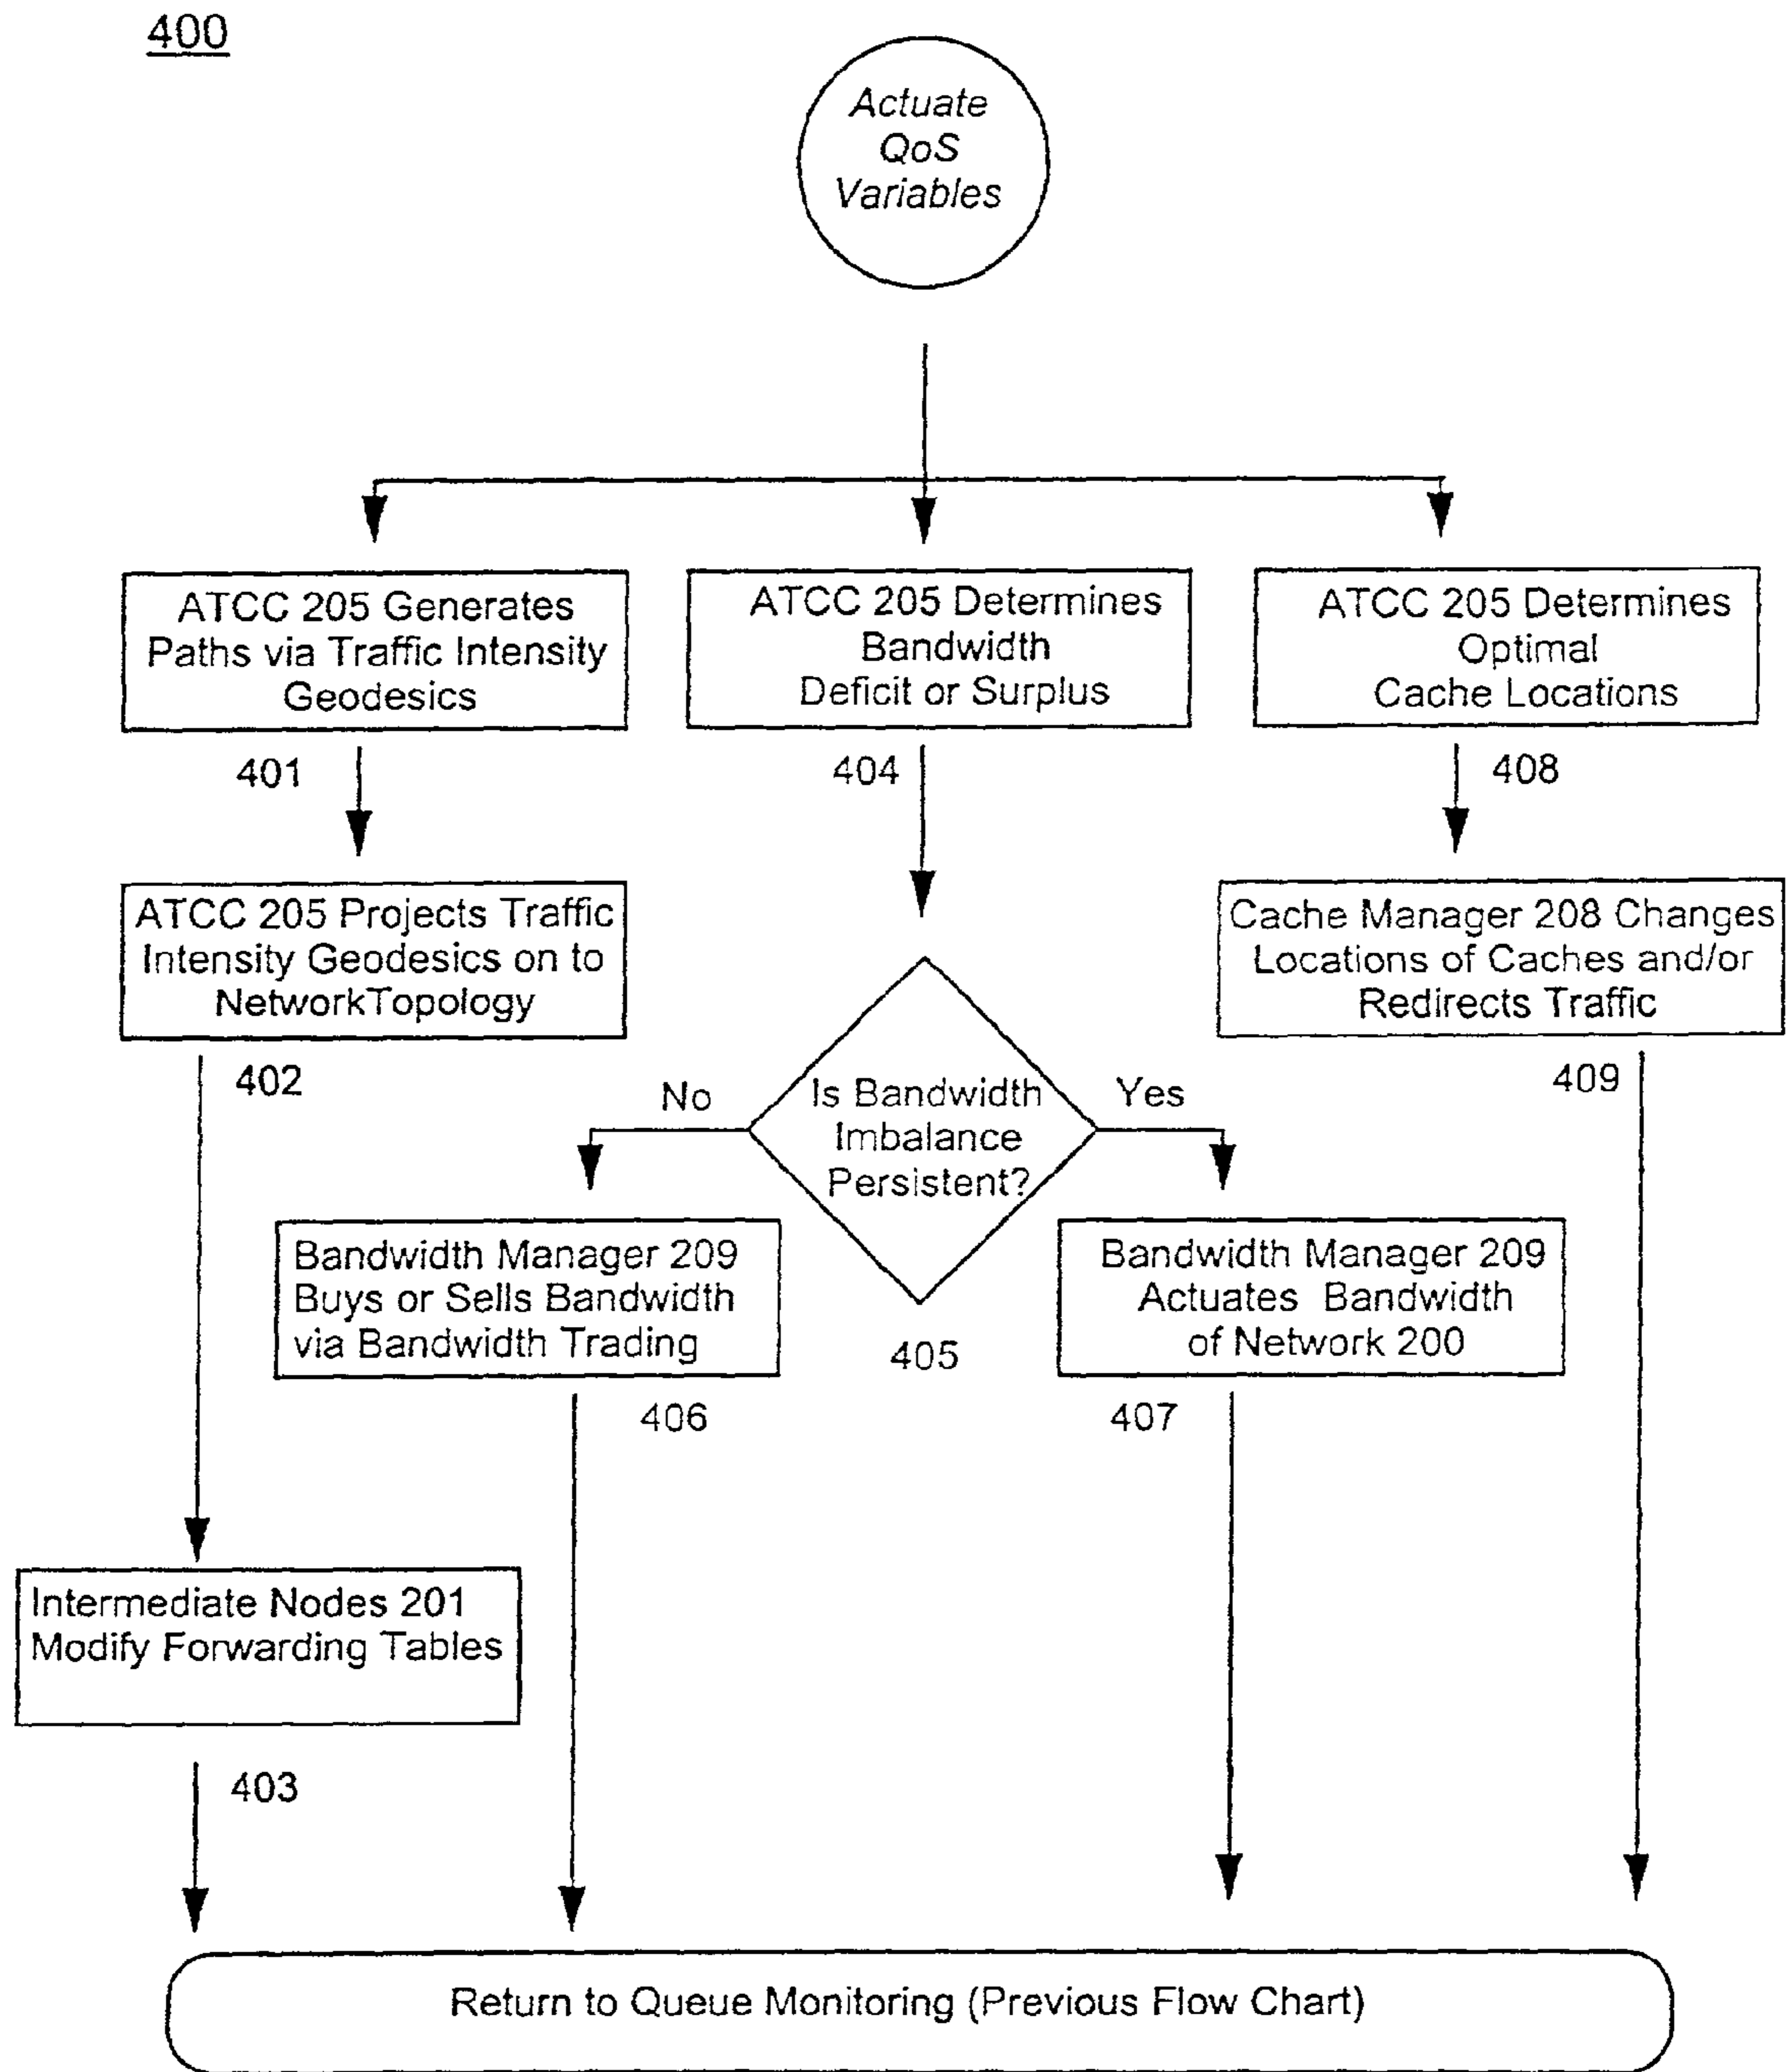 400
Actuate
QoS
Variables
ATCC 205 Generates
Paths via Traffic Intensity
Geodesics
401
ATCC 205 Determines
Bandwidth
Deficit or Surplus
404
ATCC 205 Determines
Optimal
Cache Locations
408
ATCC 205 Projects Traffic
Intensity Geodesics on to
NetworkTopology
402
Cache Manager 208 Changes
Locations of Caches and/or
Redirects Traffic
409
No
Is Bandwidth
Imbalance
Persistent?
Yes
405
Bandwidth Manager 209
Buys or Sells Bandwidth
via Bandwidth Trading
406
Bandwidth Manager 209
Actuates Bandwidth
of Network 200
407
Intermediate Nodes 201
Modify Forwarding Tables
403
Return to Queue Monitoring (Previous Flow Chart)